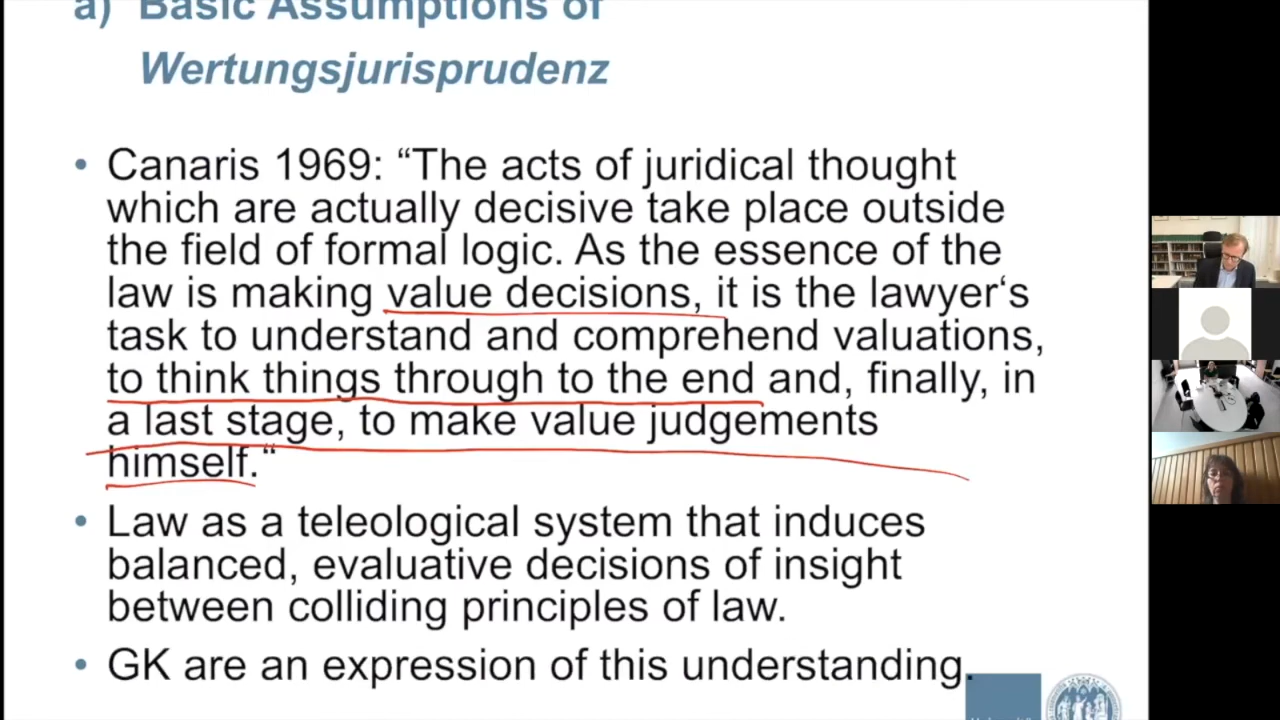 a) Basic Assumptions of
Wertungsjurisprudenz
• Canaris 1969: “The acts of juridical thought
which are actually decisive take place outside
the field of formal logic. As the essence of the
law is making value decisions, it is the lawyer‘s
task to understand and comprehend valuations,
to think things through to the end and, finally, in
a last stage, to make value judgements
himself.“
• Law as a teleological system that induces
balanced, evaluative decisions of insight
between colliding principles of law.
• GK are an expression of this understanding.